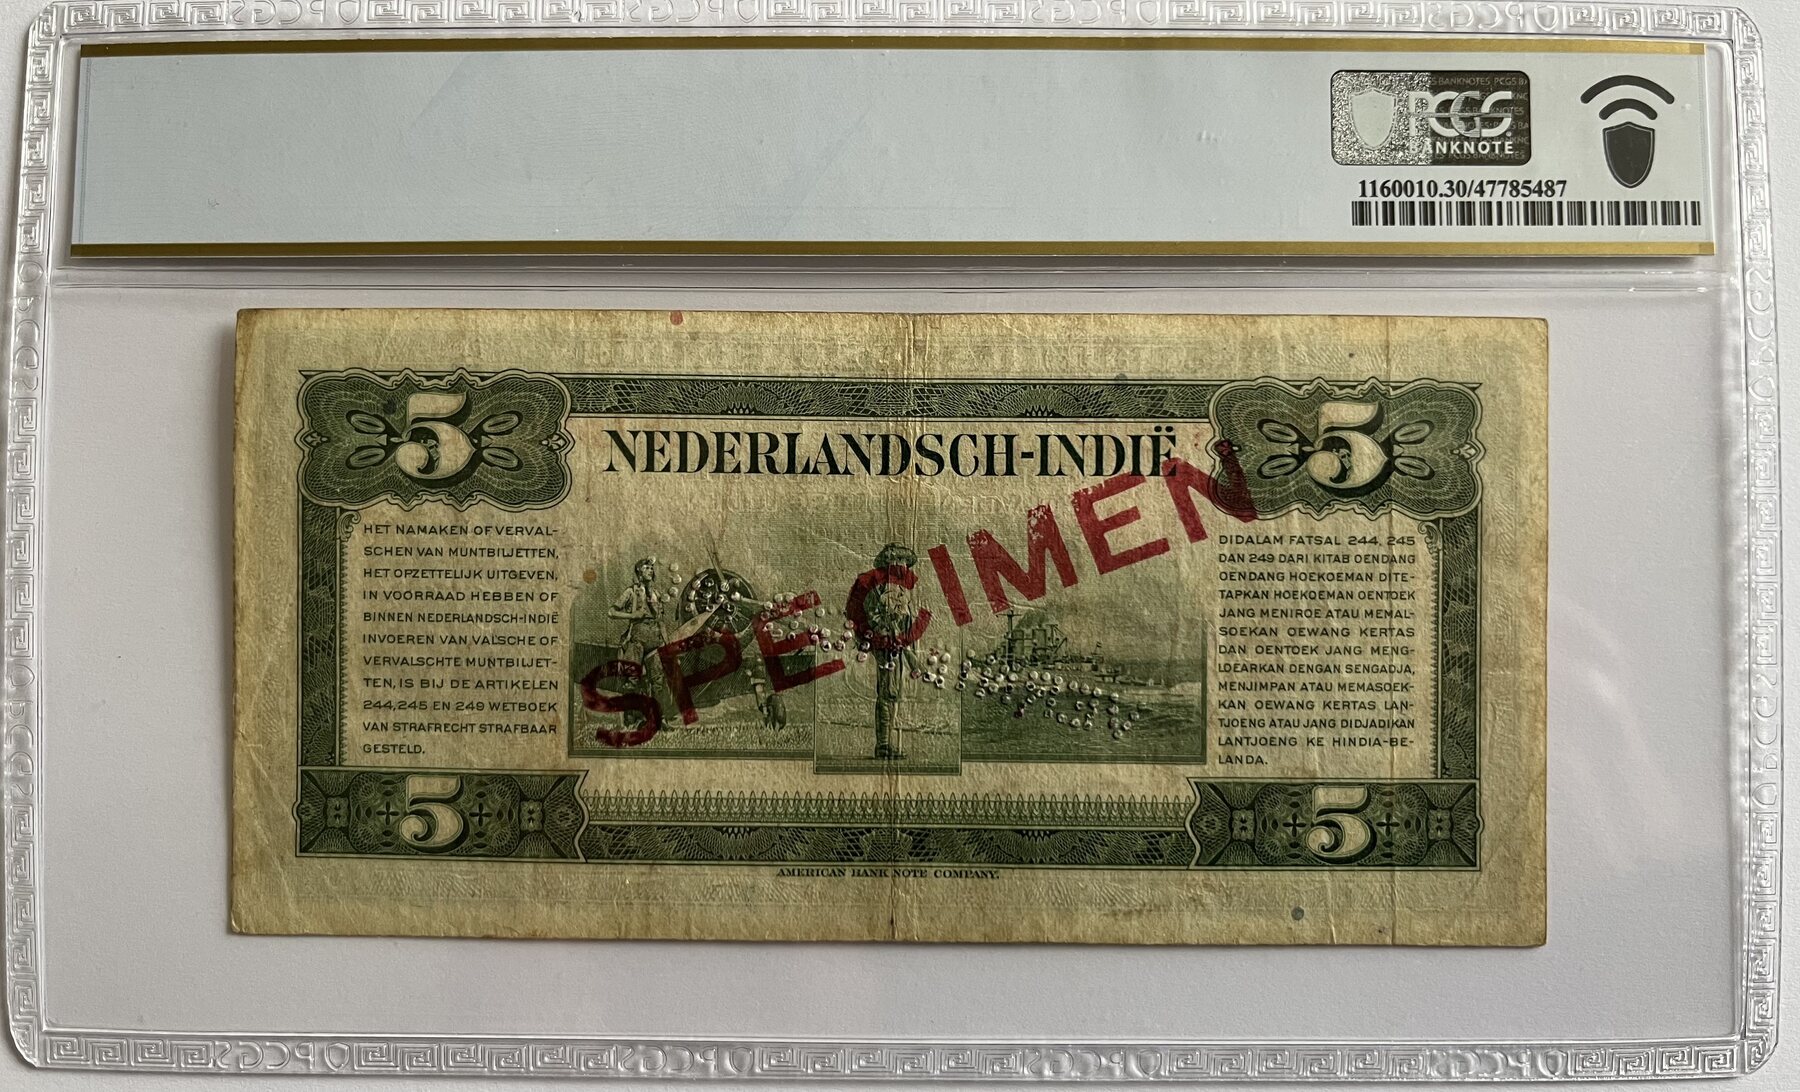 PCGS
BANKNOTE
1160010.30/47785487
5
5
NEDERLANDSCH-INDIË
SPECIMEN
HET NAMAKEN OF VERVAL-
SCHEN VAN MUNTBILJETTEN,
HET OPZETTELIJK UITGEVEN,
IN VOORRAAD HEBBEN OF
BINNEN NEDERLANDSCH-INDIË
INVOEREN VAN VALSCHE OF
VERVALSCHTE MUNTBILJET-
TEN, IS BIJ DE ARTIKELEN
244,245 EN 249 WETBOEK
VAN STRAFRECHT STRAFBAAR
GESTELD.
DIDALAM FATSAL 244, 245
DAN 249 DARI KITAB OENDANG
OENDANG HOEKOEMAN DITE-
TAPKAN HOEKOEMAN OENTOEK
JANG MENIROE ATAU MEMAL-
SOEKAN OEWANG KERTAS
DAN OENTOEK JANG MENG-
LOEARKAN DENGAN SENGADJA,
MENJIMPAN ATAU MEMASOEK-
KAN OEWANG KERTAS LAN-
TJOENG ATAU JANG DIDJADIKAN
LANTJOENG KE HINDIA-BE-
LANDA.
5
5
AMERICAN BANK NOTE COMPANY.